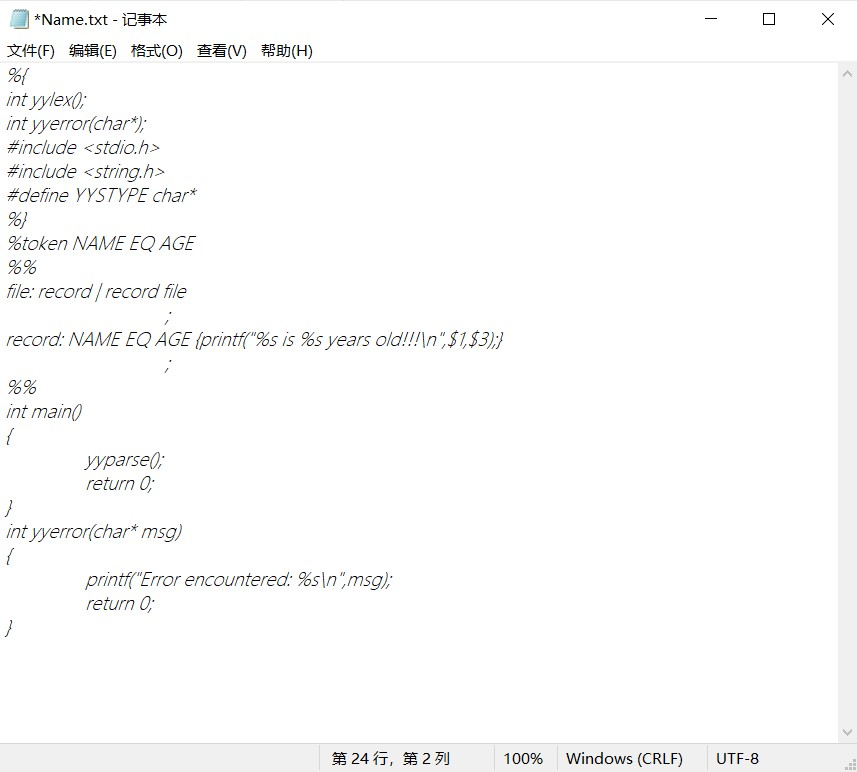 *Name.txt - 记事本
文件(F) 编辑(E) 格式(O) 查看(V) 帮助(H)
%{
int yylex();
int yyerror(char*);
#include <stdio.h>
#include <string.h>
#define YYSTYPE char*
%}
%token NAME EQ AGE
%%
file: record | record file
;
record: NAME EQ AGE {printf("%s is %s years old!!!\n",$1,$3);}
;
%%
int main()
{
yyparse();
return 0;
}
int yyerror(char* msg)
{
printf("Error encountered: %s\n",msg);
return 0;
}
第 24 行，第 2 列 100% Windows (CRLF) UTF-8